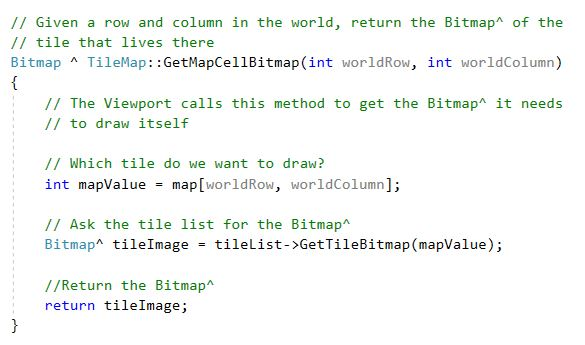 // Given a row and column in the world, return the Bitmap^ of the
// tile that lives there
Bitmap ^ TileMap::GetMapCellBitmap(int worldRow, int worldColumn)
{
// The Viewport calls this method to get the Bitmap^ it needs
// to draw itself
// Which tile do we want to draw?
int mapValue = map[worldRow, worldColumn];
// Ask the tile list for the Bitmap^
Bitmap^ tileImage = tileList->GetTileBitmap(mapValue);
//Return the Bitmap^
return tileImage;
}